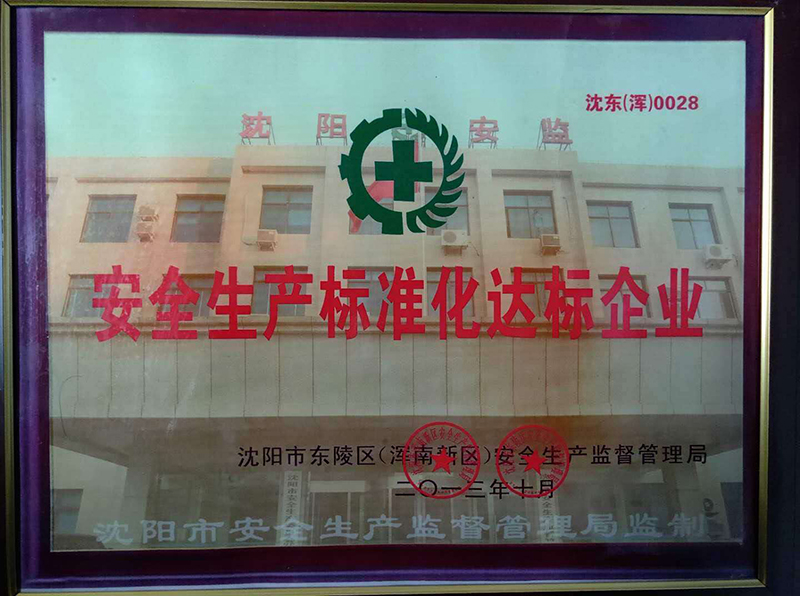 沈东(浑)0028
沈阳安监
安全生产标准化达标企业
沈阳市东陵区(浑南新区)安全生产监督管理局
二〇一三年十月
沈阳市安全生产监督管理局监制